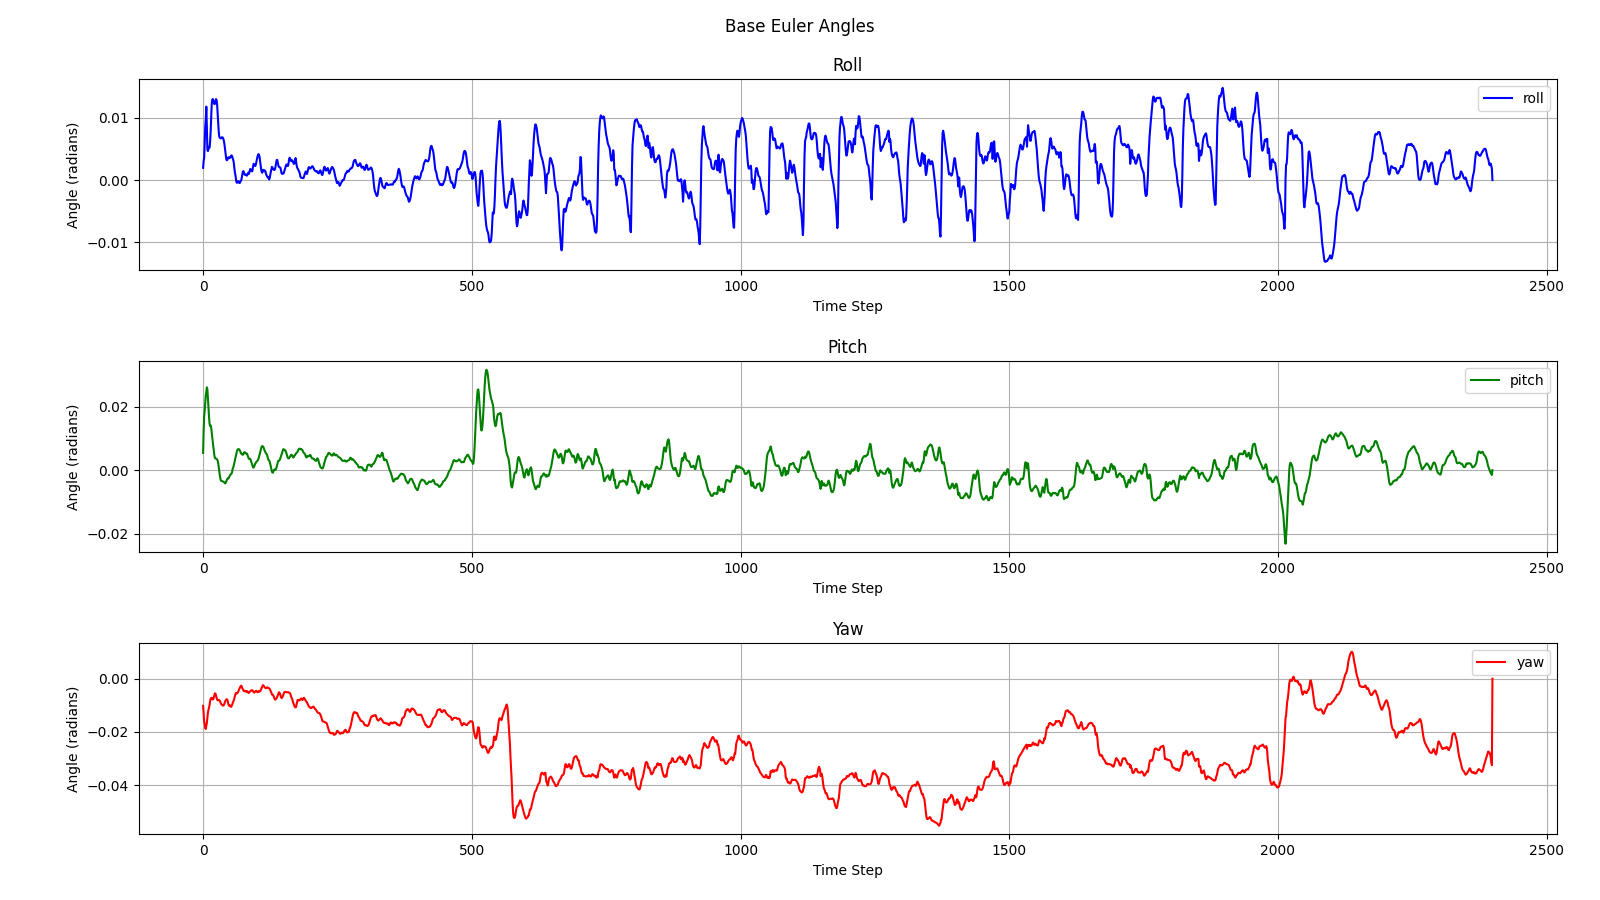 Base Euler Angles
Roll
Angle (radians)
0.01
0.00
−0.01
roll
0 500 1000 1500 2000 2500
Time Step
Pitch
Angle (radians)
0.02
0.00
−0.02
pitch
0 500 1000 1500 2000 2500
Time Step
Yaw
Angle (radians)
0.00
−0.02
−0.04
yaw
0 500 1000 1500 2000 2500
Time Step